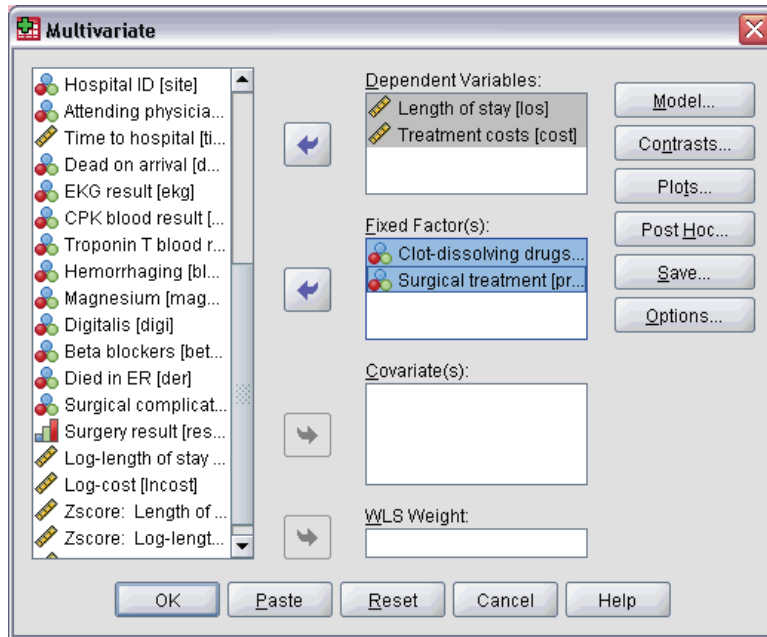 Multivariate
Hospital ID [site]
Attending physicia...
Time to hospital [ti...
Dead on arrival [d...
EKG result [ekg]
CPK blood result [...
Troponin T blood r...
Hemorrhaging [bl...
Magnesium [mag...
Digitalis [digi]
Beta blockers [bet...
Died in ER [der]
Surgical complicat...
Surgery result [res...
Log-length of stay ...
Log-cost [lncost]
Zscore: Length of ...
Zscore: Log-lengt...
Dependent Variables:
Length of stay [los]
Treatment costs [cost]
Fixed Factor(s):
Clot-dissolving drugs...
Surgical treatment [pr...
Covariate(s):
WLS Weight:
Model...
Contrasts...
Plots...
Post Hoc...
Save...
Options...
OK
Paste
Reset
Cancel
Help